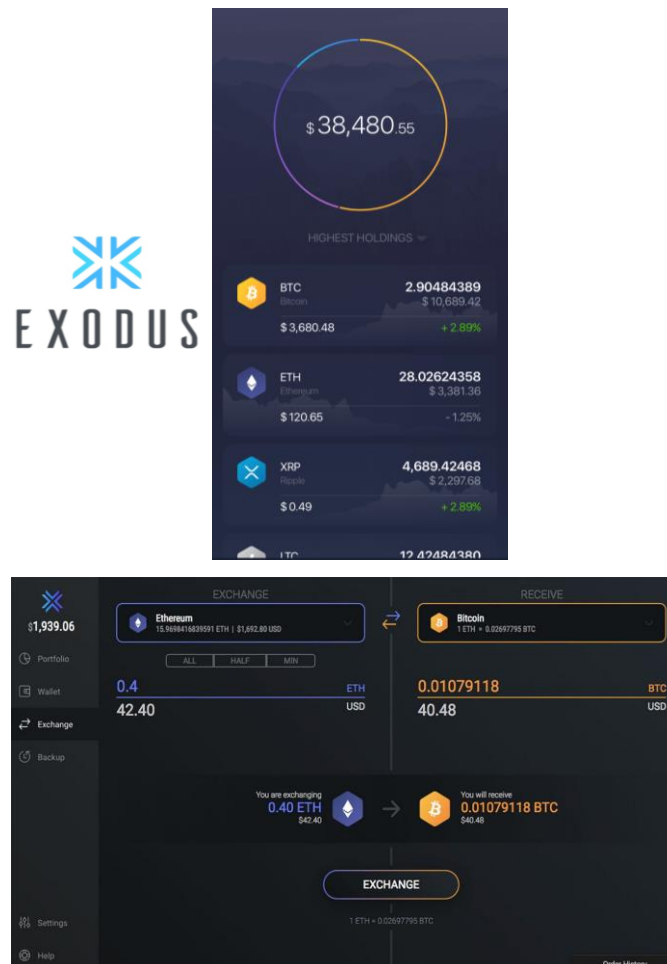 $38,480.55
HIGHEST HOLDINGS
EXODUS
BTC 2.90484389
Bitcoin $10,689.42
$3,680.48 +2.89%
ETH 28.02624358
Ethereum $3,381.36
$120.65 -1.25%
XRP 4,689.42468
Ripple $2,297.68
$0.49 +2.89%
LTC 12.42484380
EXCHANGE RECEIVE
$1,939.06
Ethereum
15.9698416839591 ETH | $1,692.80 USD
Bitcoin
1 ETH = 0.02697795 BTC
Portfolio
ALL HALF MIN
Wallet
0.4 ETH
42.40 USD
0.01079118 BTC
40.48 USD
Exchange
Backup
You are exchanging
0.40 ETH
$42.40
You will receive
0.01079118 BTC
$40.48
EXCHANGE
1 ETH = 0.02697795 BTC
Settings
Help
Order History